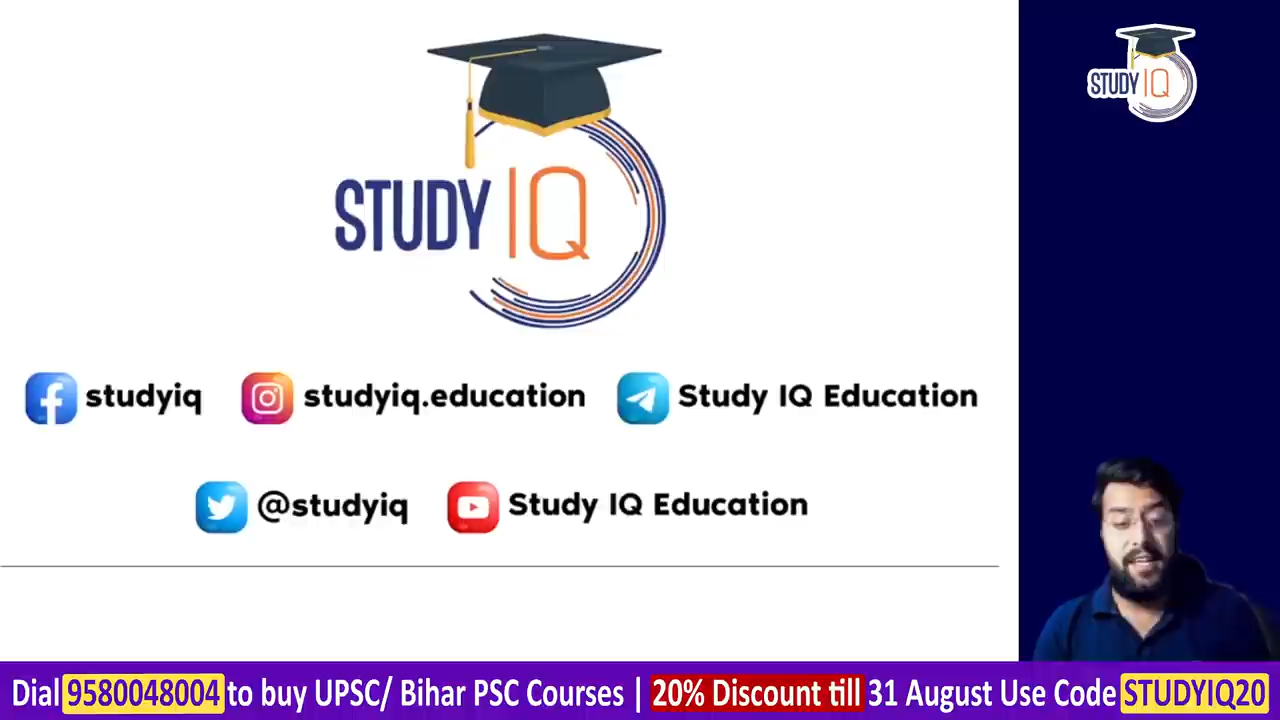 STUDY IQ
STUDY IQ
studyiq
studyiq.education
Study IQ Education
@studyiq
Study IQ Education
Dial 9580048004 to buy UPSC/ Bihar PSC Courses | 20% Discount till 31 August Use Code STUDYIQ20